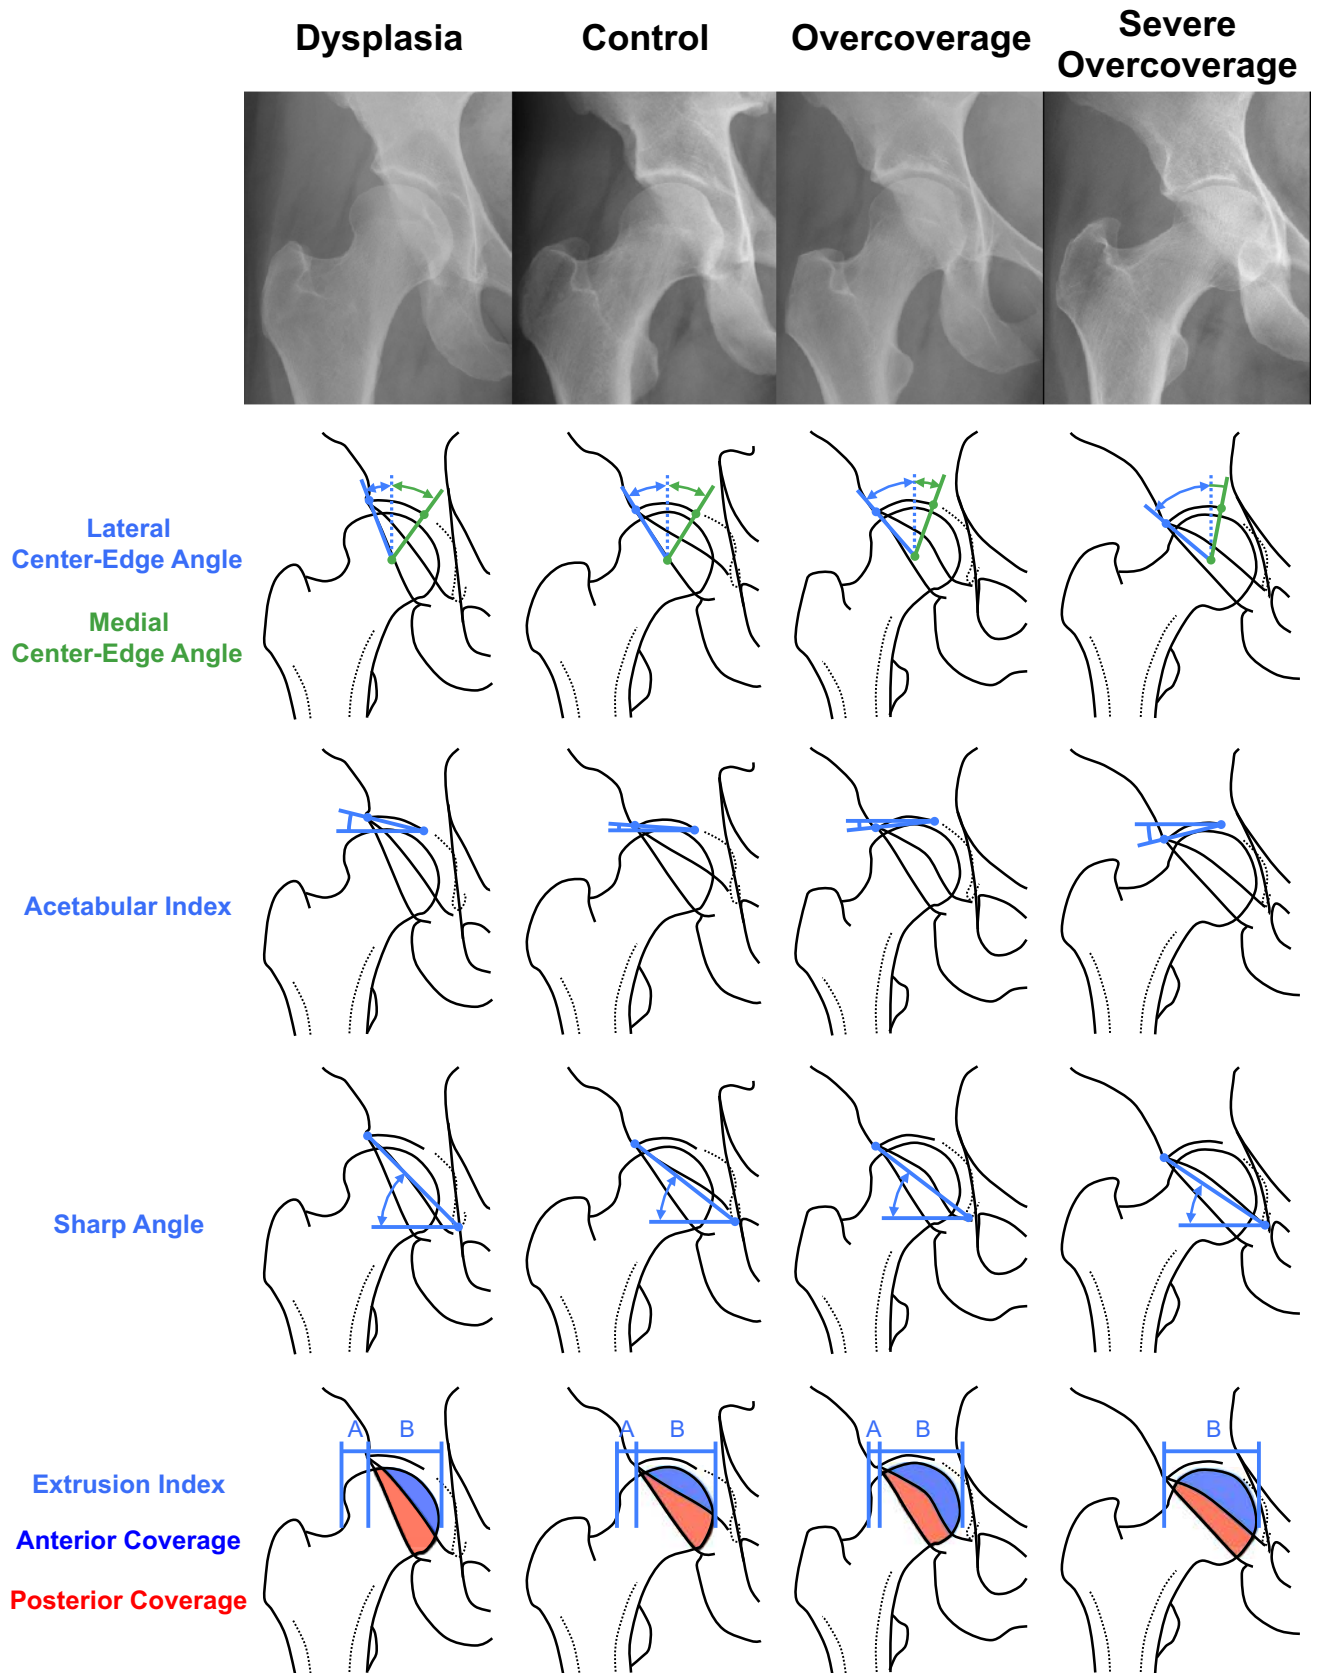 Dysplasia
Control
Overcoverage
Severe
Overcoverage
Lateral
Center-Edge Angle
Medial
Center-Edge Angle
Acetabular Index
Sharp Angle
A
B
A
B
A
B
B
Extrusion Index
Anterior Coverage
Posterior Coverage